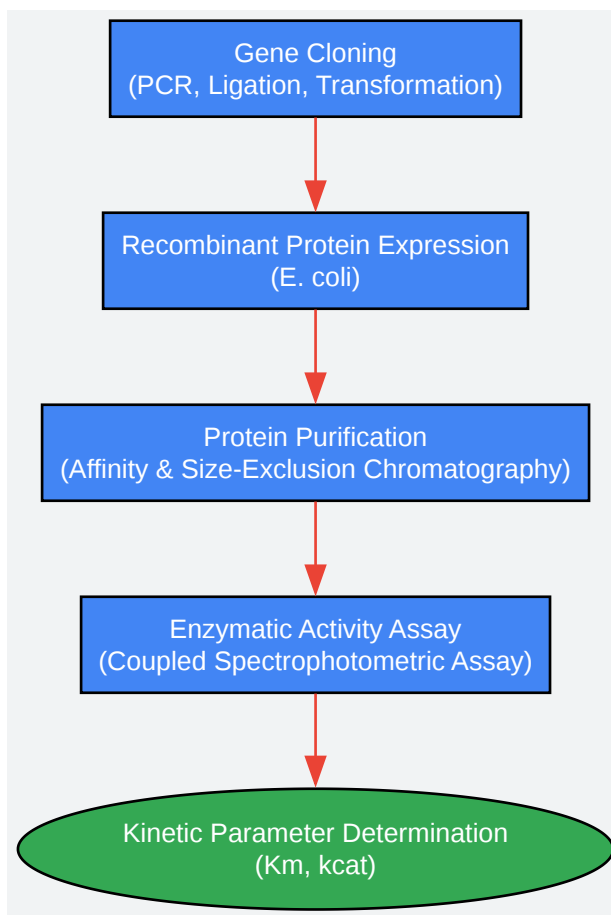 Gene Cloning
(PCR, Ligation, Transformation)
Recombinant Protein Expression
(E. coli)
Protein Purification
(Affinity & Size-Exclusion Chromatography)
Enzymatic Activity Assay
(Coupled Spectrophotometric Assay)
Kinetic Parameter Determination
(Km, kcat)